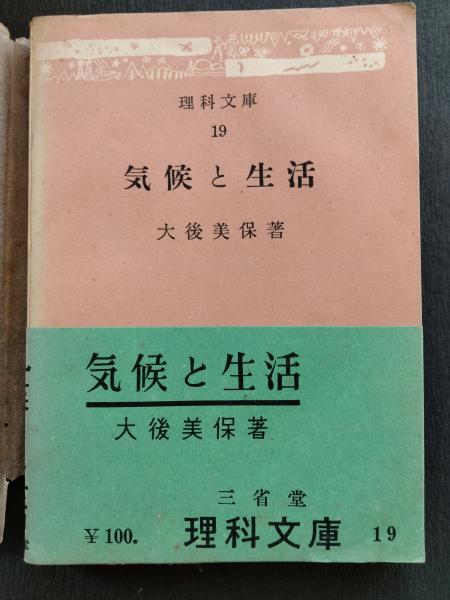 理科文庫
19
気候と生活
大後美保著
気候と生活
大後美保著
三省堂
¥100. 理科文庫 19